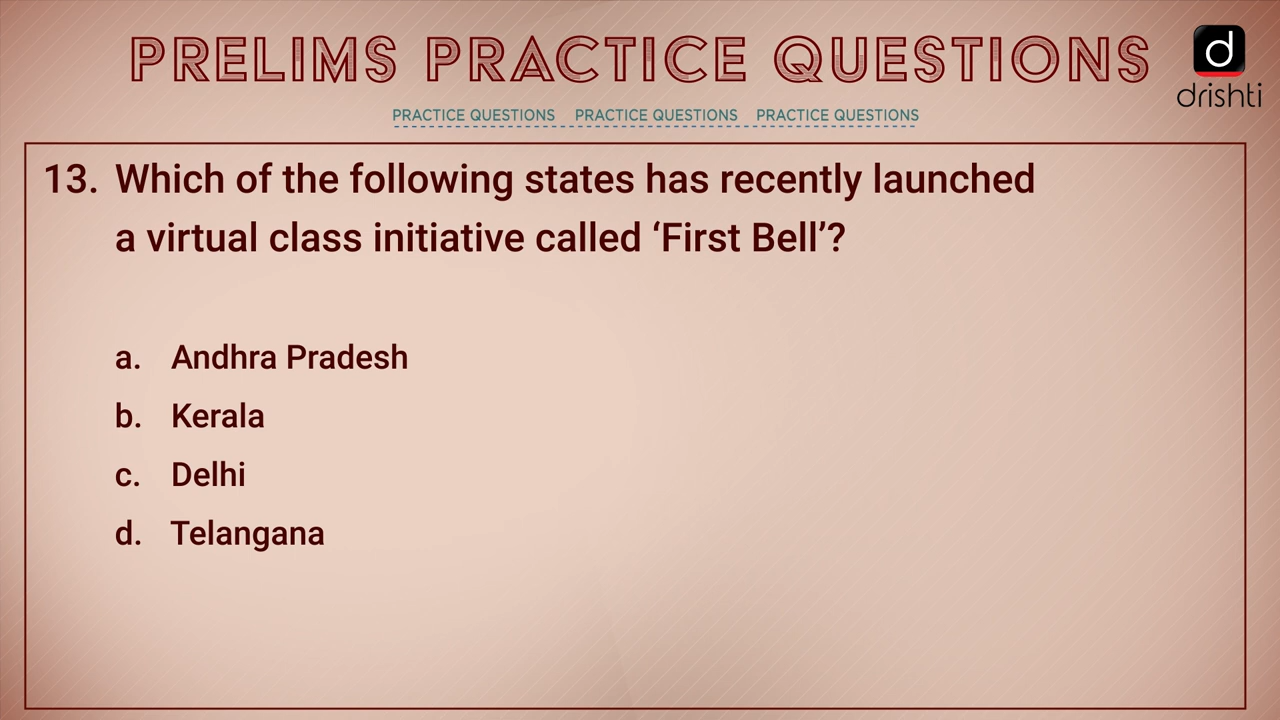 PRELIMS PRACTICE QUESTIONS
d
drishti
PRACTICE QUESTIONS PRACTICE QUESTIONS PRACTICE QUESTIONS
13. Which of the following states has recently launched
a virtual class initiative called ‘First Bell’?
a. Andhra Pradesh
b. Kerala
c. Delhi
d. Telangana